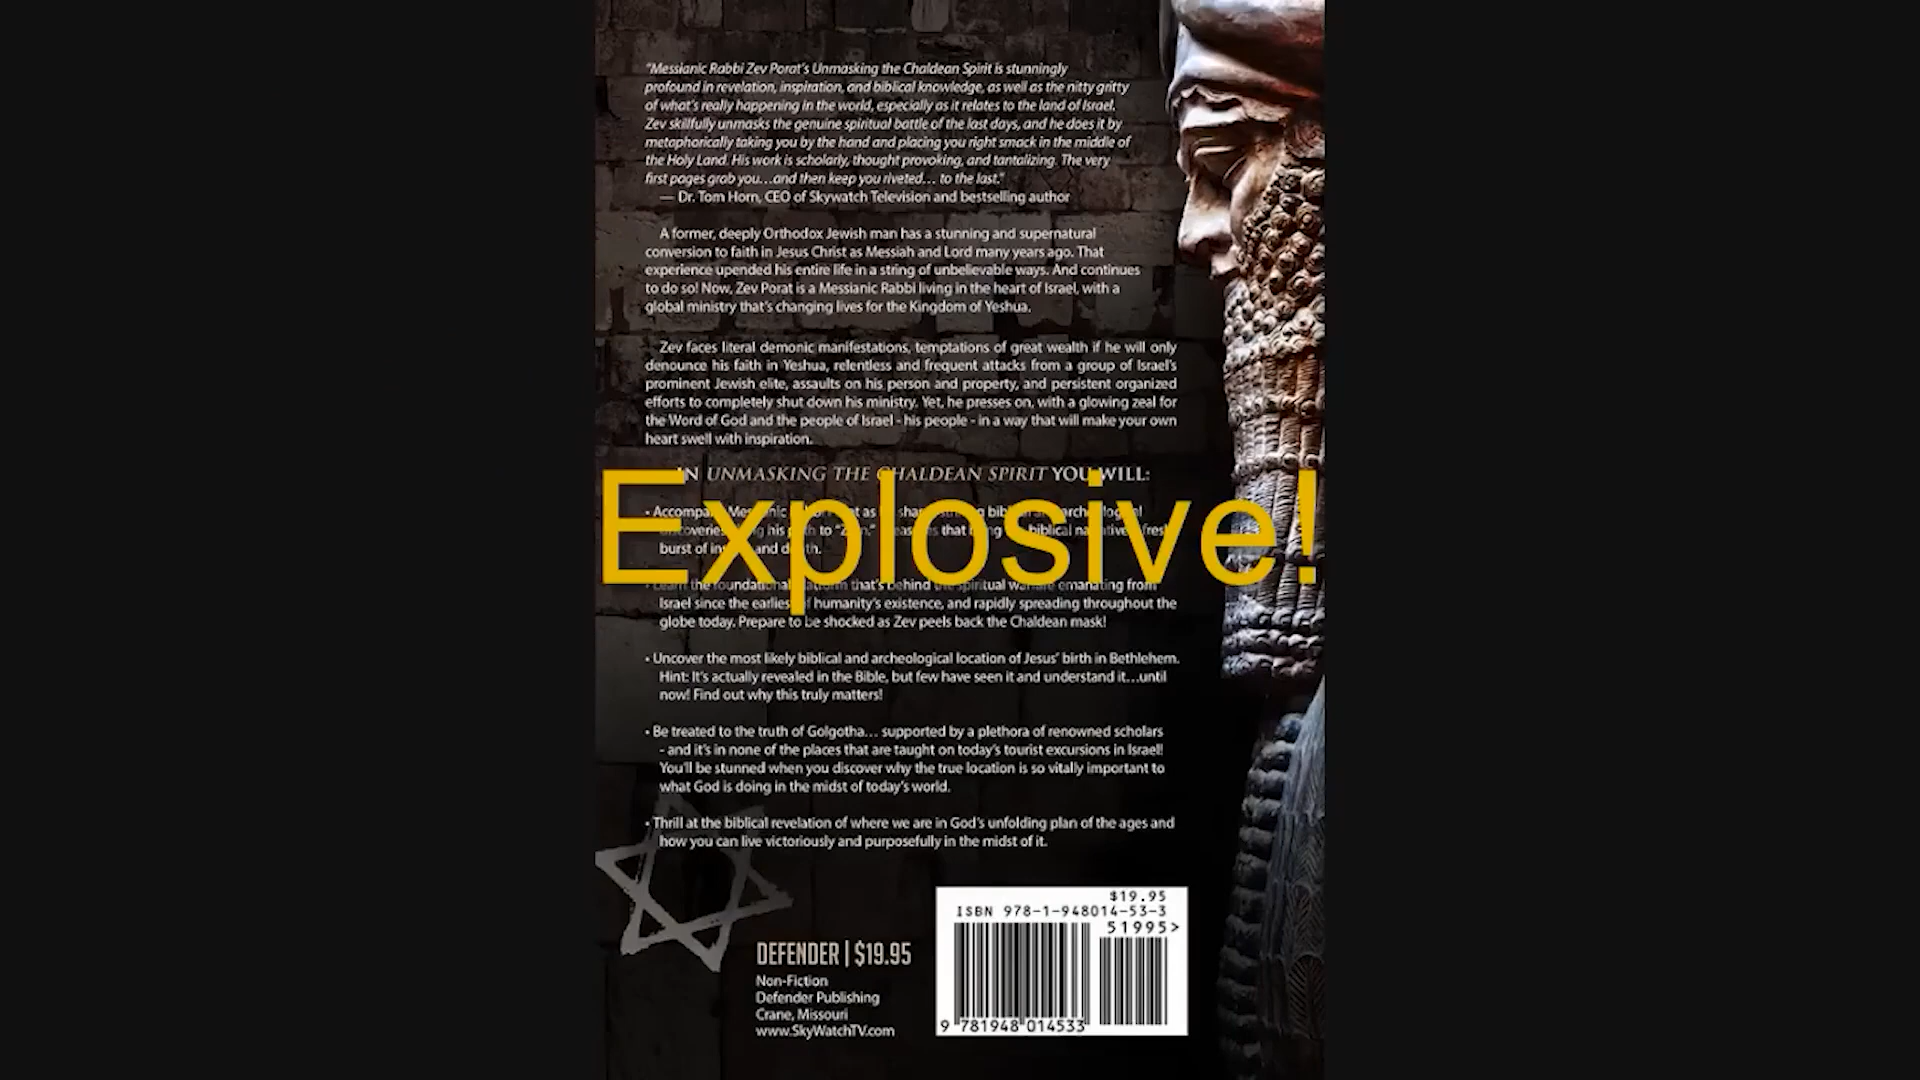 "Messianic Rabbi Zev Porat's Unmasking the Chaldean Spirit is stunningly
profound in revelation, inspiration, and biblical knowledge, as well as the nitty gritty
of what's really happening in the world, especially as it relates to the land of Israel.
Zev skillfully unmasks the genuine spiritual battle of the last days, and he does it by
metaphorically taking you by the hand and placing you right smack in the middle of
the Holy Land. His work is scholarly, thought provoking, and tantalizing. The very
first pages grab you…and then keep you riveted… to the last."
— Dr. Tom Horn, CEO of Skywatch Television and bestselling author
A former, deeply Orthodox Jewish man has a stunning and supernatural
conversion to faith in Jesus Christ as Messiah and Lord many years ago. That
experience upended his entire life in a string of unbelievable ways. And continues
to do so! Now, Zev Porat is a Messianic Rabbi living in the heart of Israel, with a
global ministry that's changing lives for the Kingdom of Yeshua.
Zev faces literal demonic manifestations, temptations of great wealth if he will only
denounce his faith in Yeshua, relentless and frequent attacks from a group of Israel's
prominent Jewish elite, assaults on his person and property, and persistent organized
efforts to completely shut down his ministry. Yet, he presses on, with a glowing zeal for
the Word of God and the people of Israel - his people - in a way that will make your own
heart swell with inspiration.
IN UNMASKING THE CHALDEAN SPIRIT YOU WILL:
Explosive!
• as
his to that biblical
burst of and
• the that's behind the spiritual emanating from
Israel since the humanity's existence, and rapidly spreading throughout the
globe today. Prepare to be shocked as Zev peels back the Chaldean mask!
• Uncover the most likely biblical and archeological location of Jesus' birth in Bethlehem.
Hint: It's actually revealed in the Bible, but few have seen it and understand it…until
now! Find out why this truly matters!
• Be treated to the truth of Golgotha… supported by a plethora of renowned scholars
- and it's in none of the places that are taught on today's tourist excursions in Israel!
You'll be stunned when you discover why the true location is so vitally important to
what God is doing in the midst of today's world.
• Thrill at the biblical revelation of where we are in God's unfolding plan of the ages and
how you can live victoriously and purposefully in the midst of it.
DEFENDER | $19.95
Non-Fiction
Defender Publishing
Crane, Missouri
www.SkyWatchTV.com
$19.95
ISBN 978-1-948014-53-3
51995>
9 781948 014533